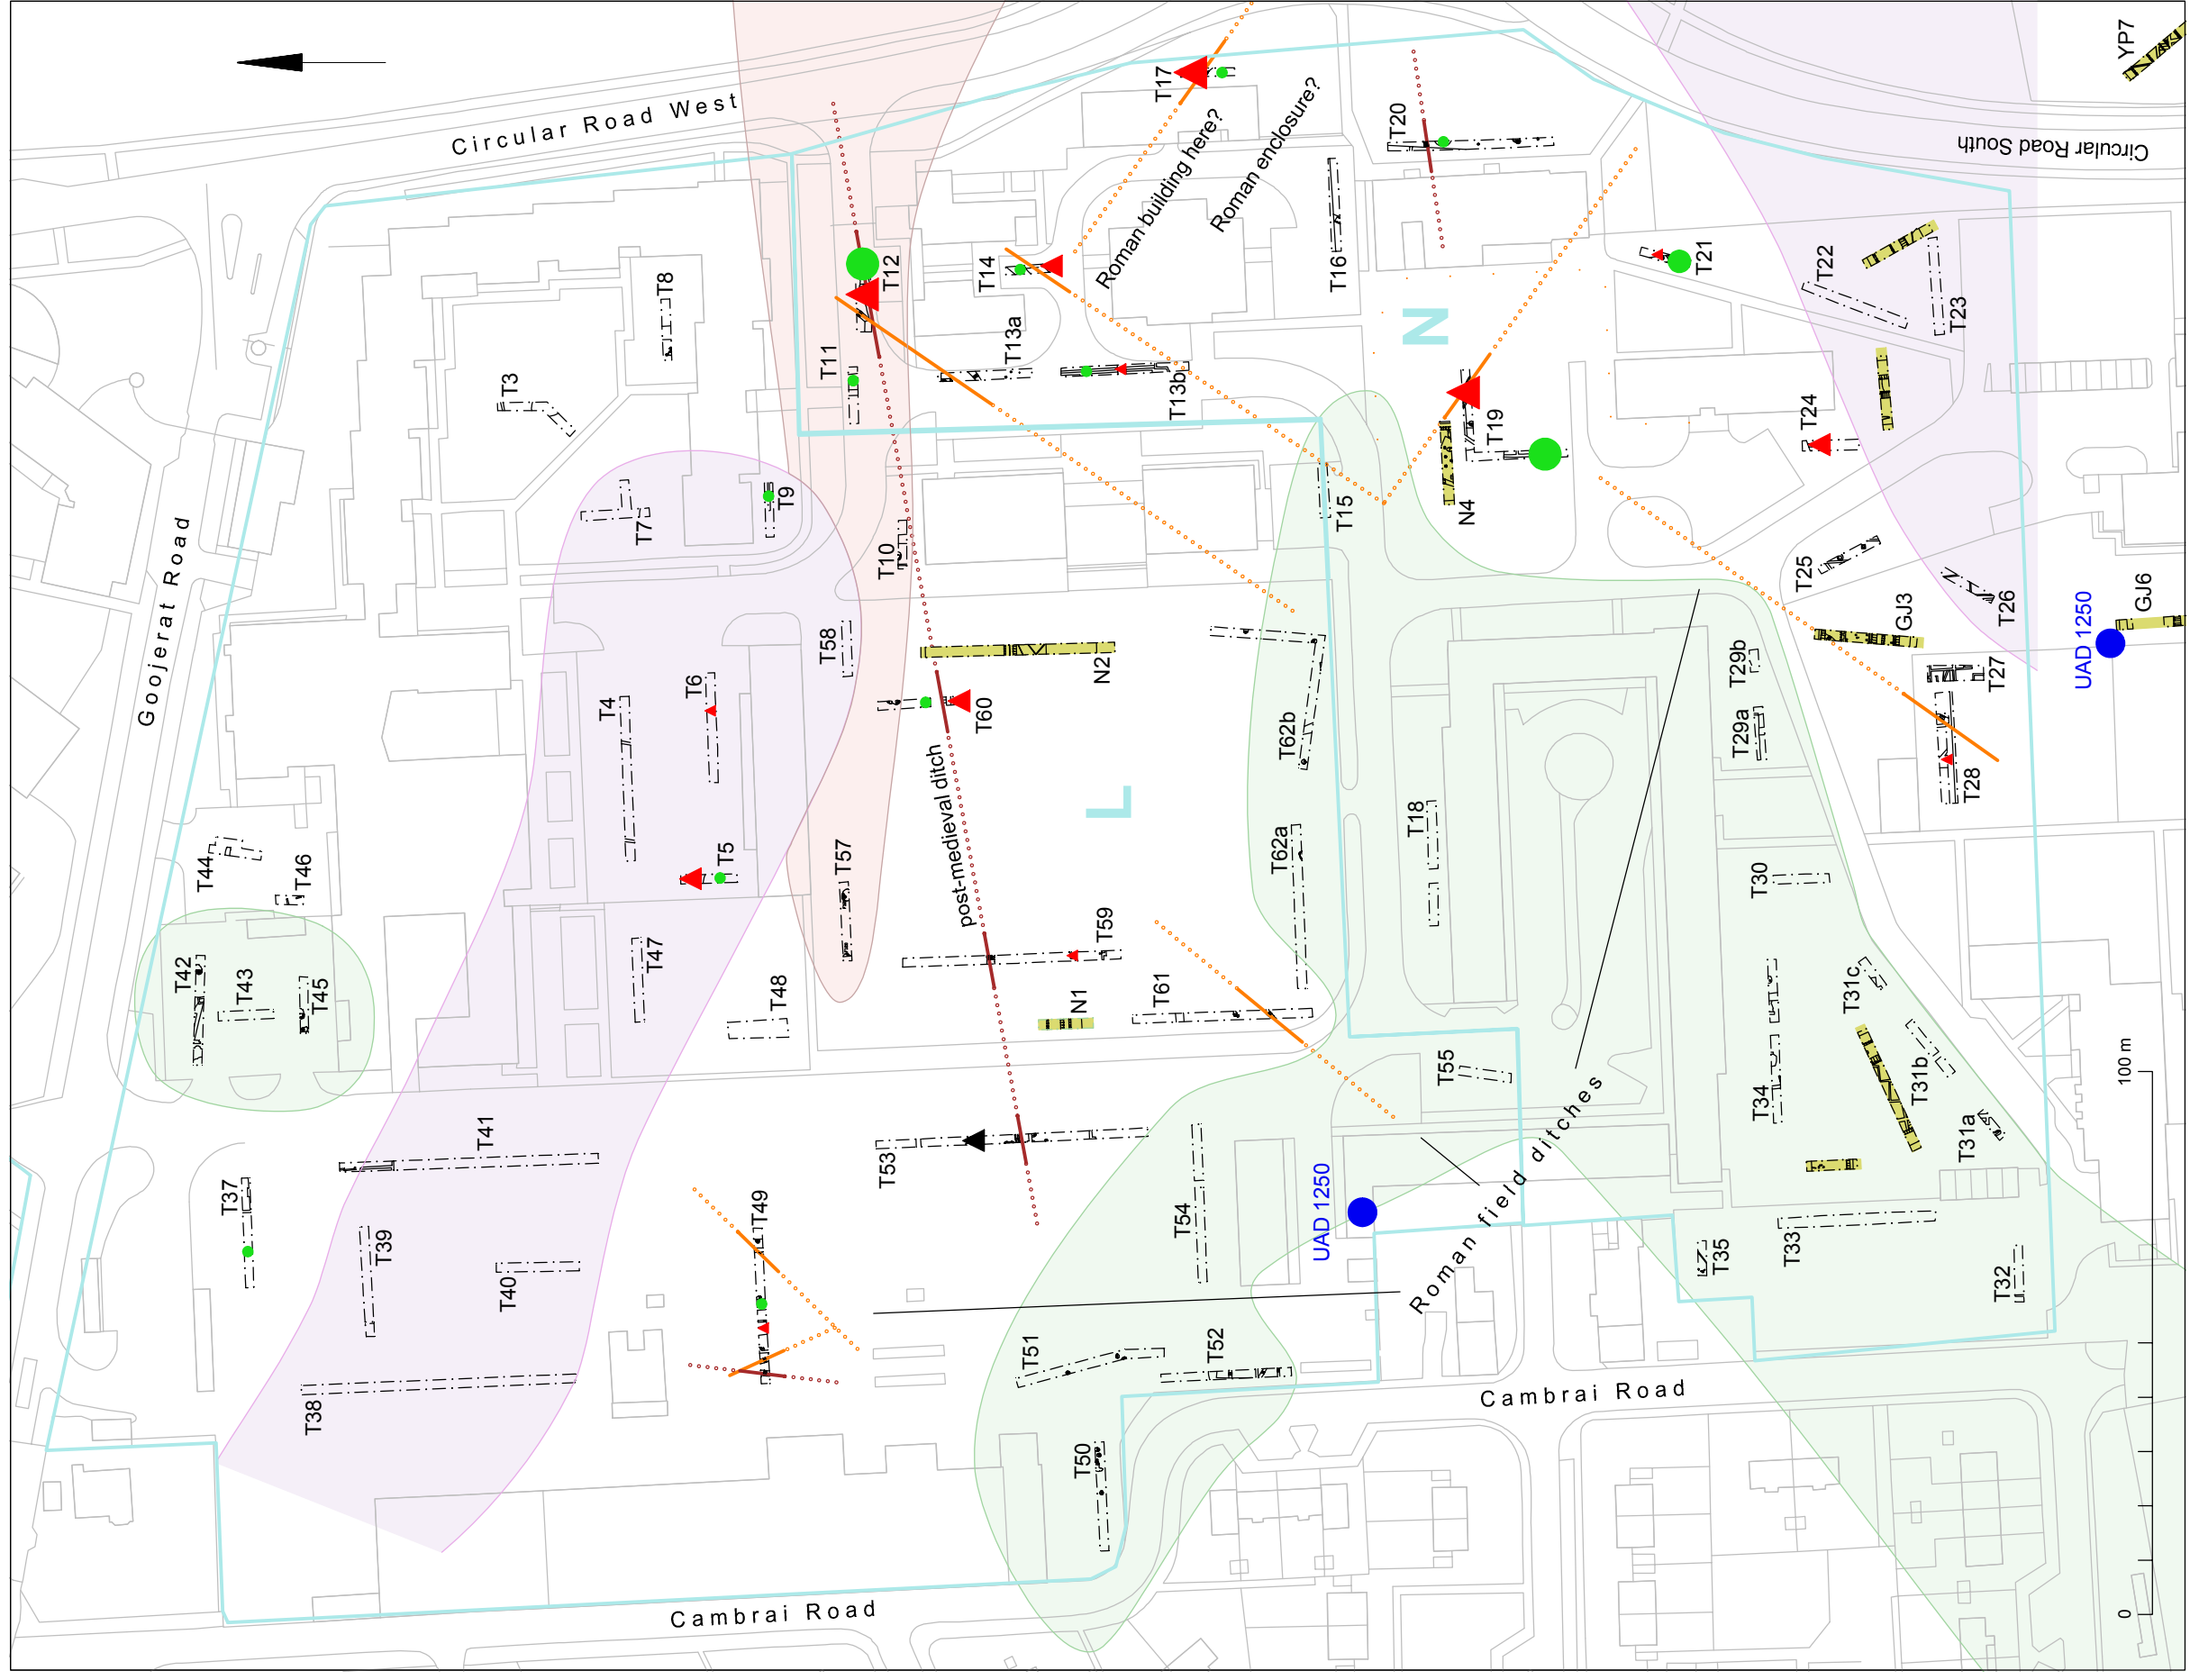 Circular Road West
Goojerat Road
T3
T8
T11
T12
T14
T17
Roman building here?
Roman enclosure?
T13a
T13b
T16
T20
Circular Road South
YP7
N
T21
T22
T23
T24
T19
N4
T15
T7
T9
T10
T58
N2
T60
T4
T6
T5
T57
post-medieval ditch
L
T62b
T62a
T18
T29b
T29a
T25
T26
GJ3
T27
T28
UAD 1250
GJ6
T44
T46
T42
T43
T45
T47
T48
T59
N1
T61
T55
T30
T34
T31c
T31b
T31a
T37
T41
T39
T40
T38
T49
T53
T54
UAD 1250
Roman field ditches
T51
T52
T50
T35
T33
T32
Cambrai Road
Cambrai Road
0
100 m